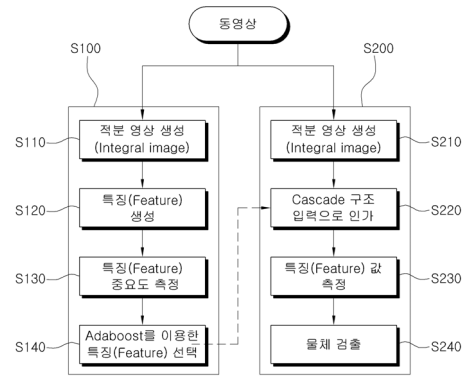 동영상
S100
S200
S110
적분 영상 생성
(Integral image)
S120
특징(Feature)
생성
S130
특징(Feature)
중요도 측정
S140
Adaboost를 이용한
특징(Feature) 선택
적분 영상 생성
(Integral image)
S210
Cascade 구조
입력으로 인가
S220
특징(Feature) 값
측정
S230
물체 검출
S240